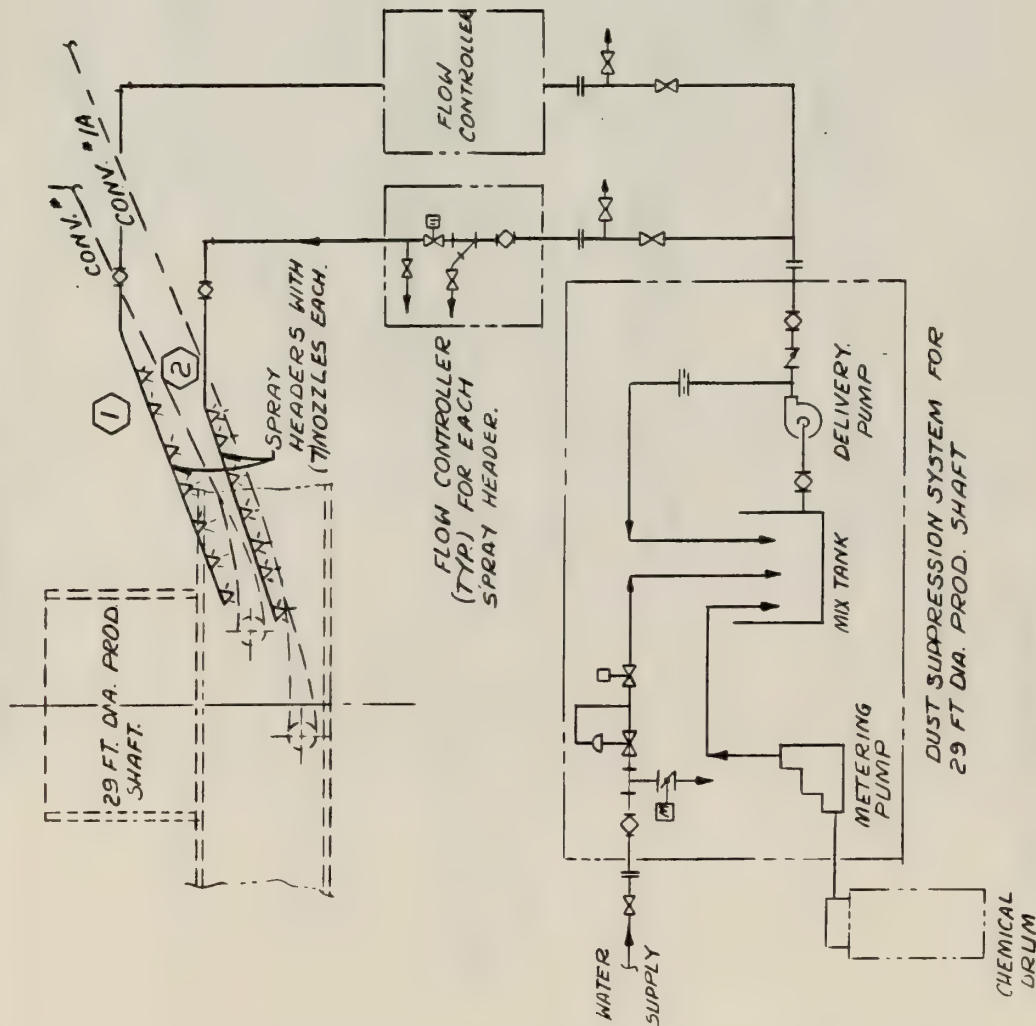 CONV. #1
CONV. #1A
1
2
29 FT. DIA. PROD.
SHAFT.
SPRAY
HEADERS WITH
(7) NOZZLES EACH.
FLOW
CONTROLLER
FLOW CONTROLLER
(TYP.) FOR EACH
SPRAY HEADER.
M
WATER
SUPPLY
MIX TANK
DELIVERY.
PUMP
METERING
PUMP
CHEMICAL
DRUM
DUST SUPPRESSION SYSTEM FOR
29 FT DIA. PROD. SHAFT